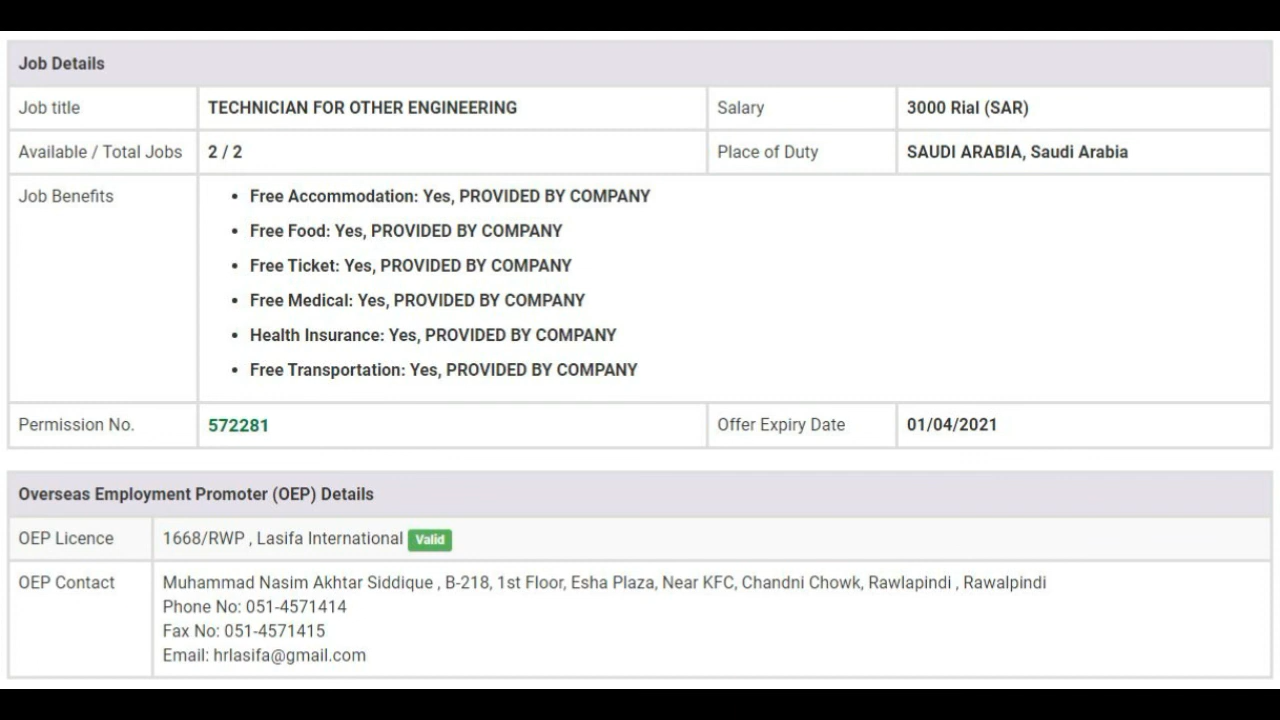 Job Details
Job title
TECHNICIAN FOR OTHER ENGINEERING
Salary
3000 Rial (SAR)
Available / Total Jobs
2 / 2
Place of Duty
SAUDI ARABIA, Saudi Arabia
Job Benefits
• Free Accommodation: Yes, PROVIDED BY COMPANY
• Free Food: Yes, PROVIDED BY COMPANY
• Free Ticket: Yes, PROVIDED BY COMPANY
• Free Medical: Yes, PROVIDED BY COMPANY
• Health Insurance: Yes, PROVIDED BY COMPANY
• Free Transportation: Yes, PROVIDED BY COMPANY
Permission No.
572281
Offer Expiry Date
01/04/2021
Overseas Employment Promoter (OEP) Details
OEP Licence
1668/RWP , Lasifa International Valid
OEP Contact
Muhammad Nasim Akhtar Siddique , B-218, 1st Floor, Esha Plaza, Near KFC, Chandni Chowk, Rawlapindi , Rawalpindi
Phone No: 051-4571414
Fax No: 051-4571415
Email: hrlasifa@gmail.com